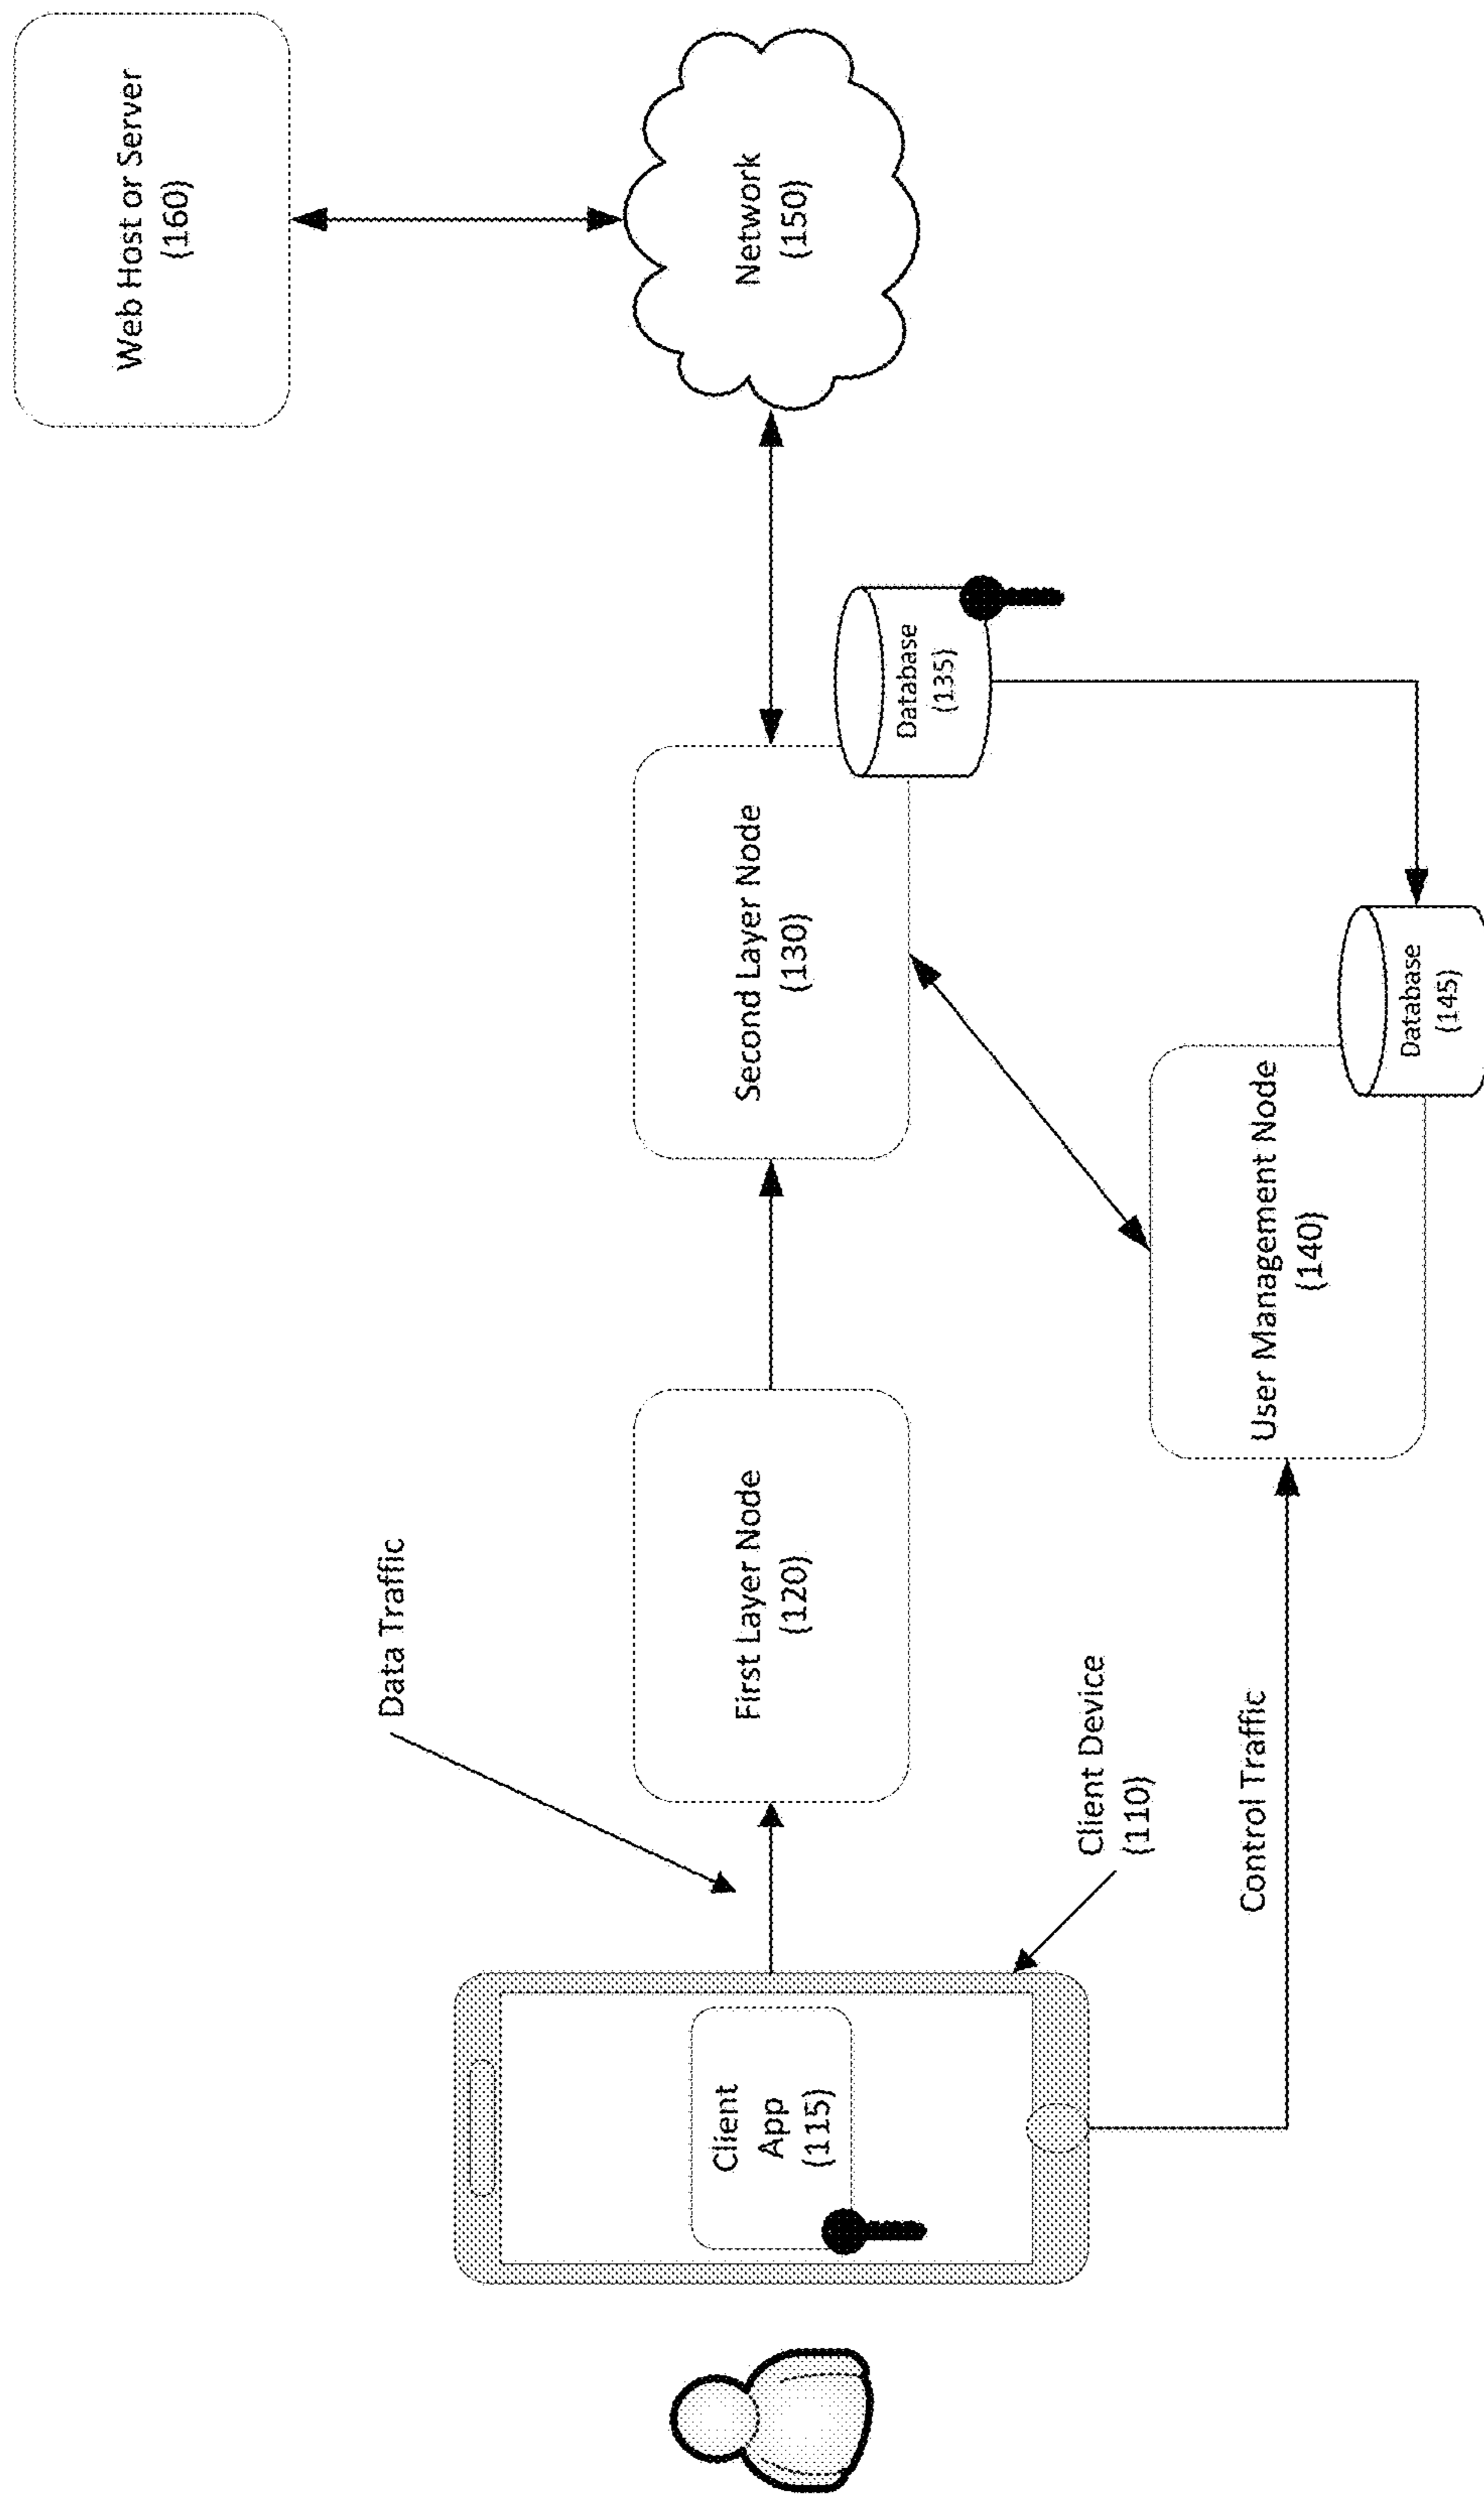 Web Host or Server
(160)
Network
(150)
Database
(135)
Second Layer Node
(130)
Database
(145)
User Management Node
(140)
First Layer Node
(120)
Data Traffic
Client Device
(110)
Control Traffic
Client
App
(115)